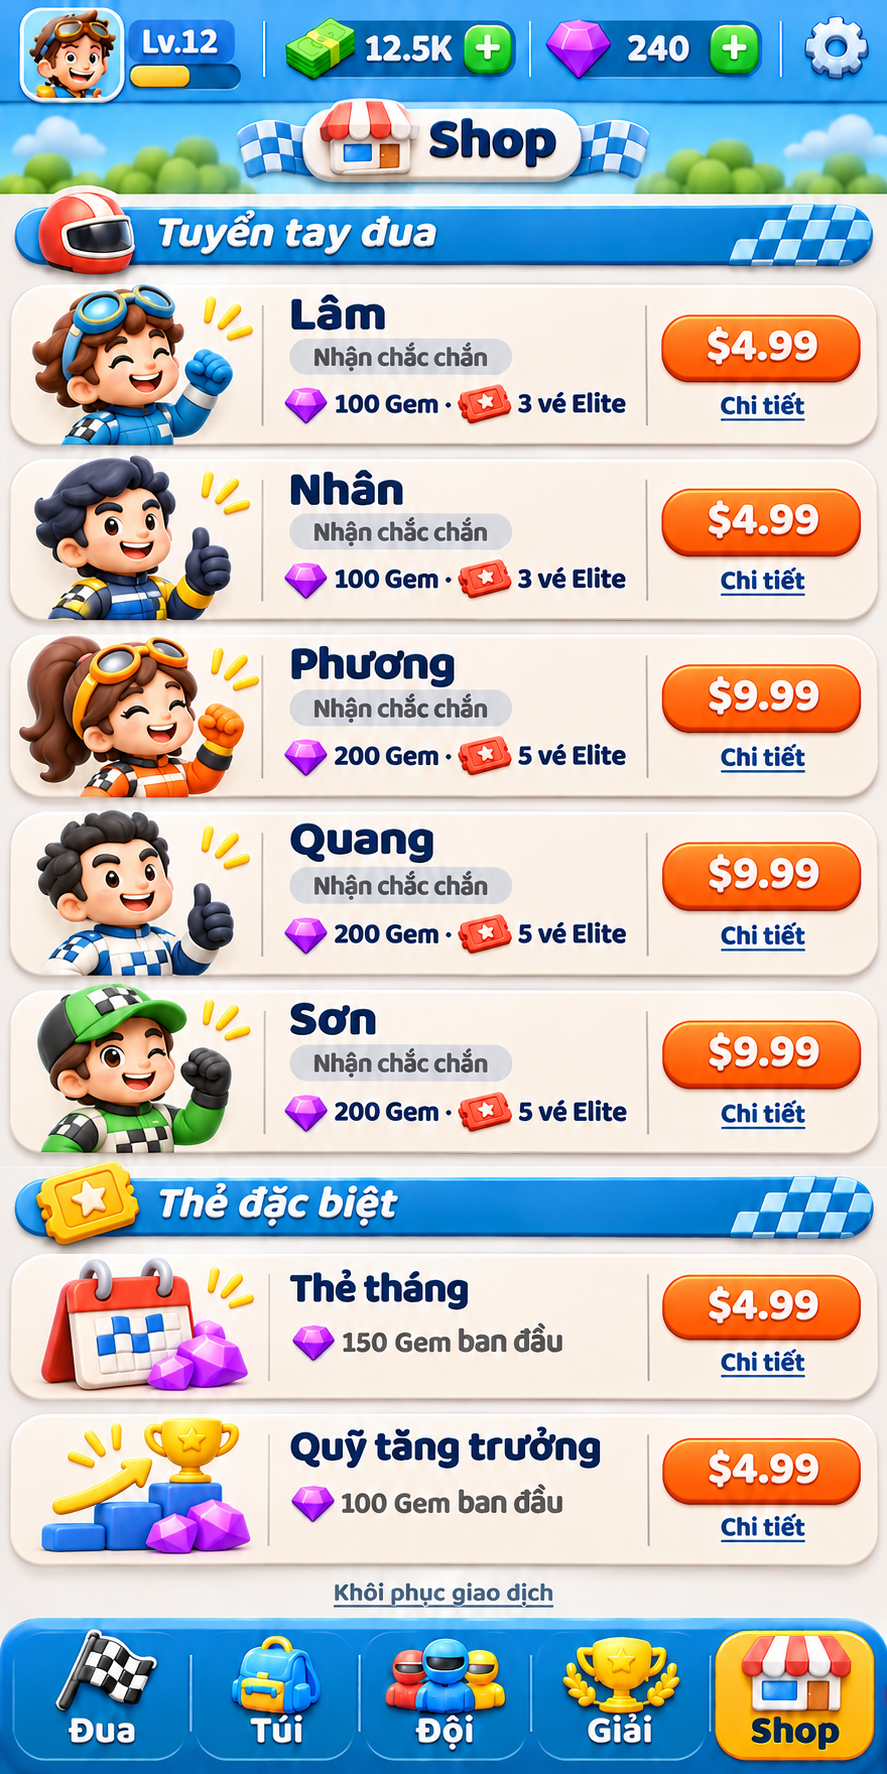 Lv.12
12.5K
240
Shop
Tuyển tay đua
Lâm
Nhận chắc chắn
100 Gem · 3 vé Elite
$4.99
Chi tiết
Nhân
Nhận chắc chắn
100 Gem · 3 vé Elite
$4.99
Chi tiết
Phương
Nhận chắc chắn
200 Gem · 5 vé Elite
$9.99
Chi tiết
Quang
Nhận chắc chắn
200 Gem · 5 vé Elite
$9.99
Chi tiết
Sơn
Nhận chắc chắn
200 Gem · 5 vé Elite
$9.99
Chi tiết
Thẻ đặc biệt
Thẻ tháng
150 Gem ban đầu
$4.99
Chi tiết
Quỹ tăng trưởng
100 Gem ban đầu
$4.99
Chi tiết
Khôi phục giao dịch
Đua
Túi
Đội
Giải
Shop